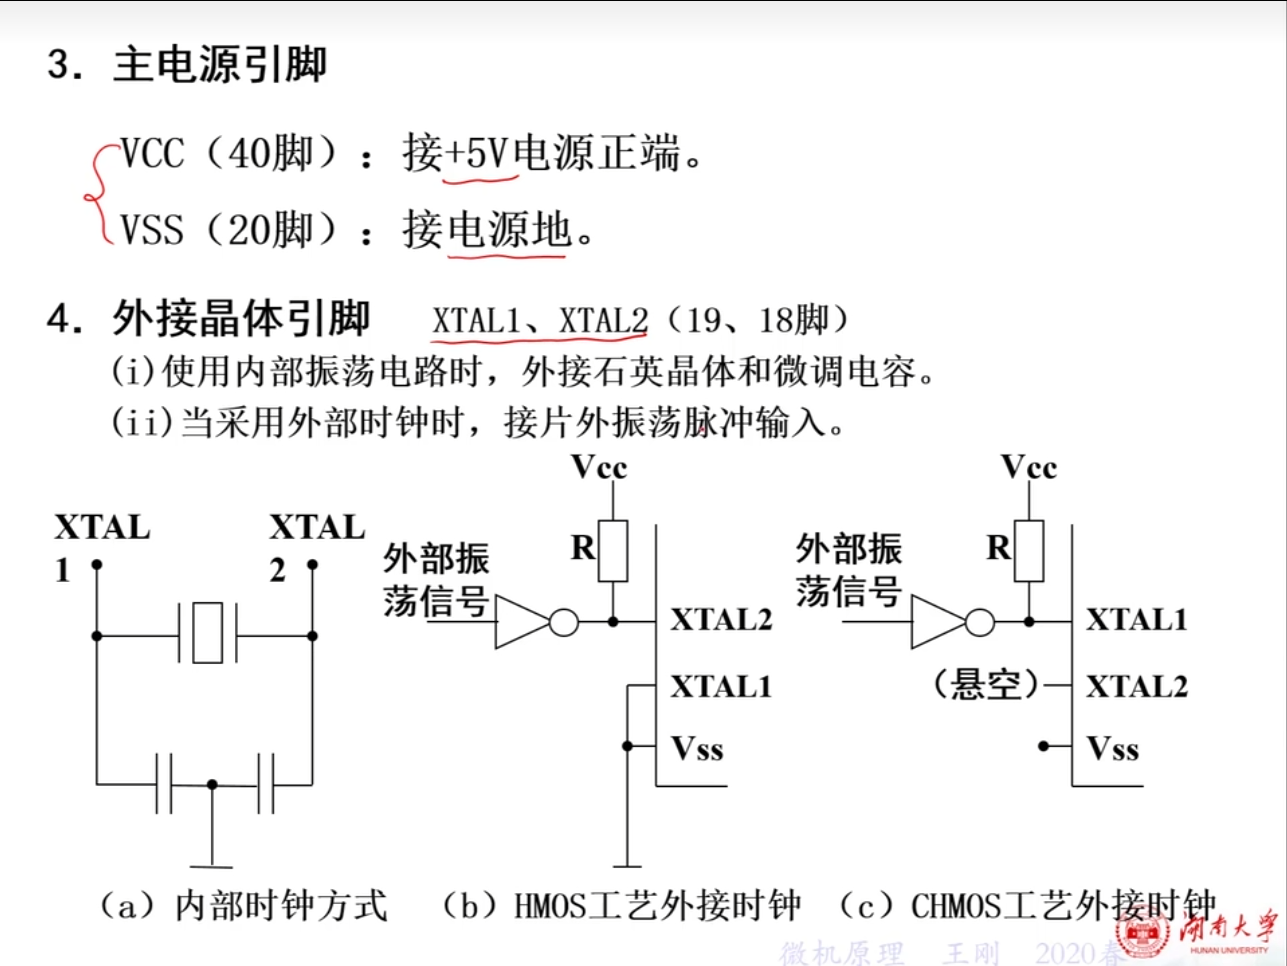 3. 主电源引脚
VCC（40脚）：接+5V电源正端。
VSS（20脚）：接电源地。
4. 外接晶体引脚 XTAL1、XTAL2（19、18脚）
(i)使用内部振荡电路时，外接石英晶体和微调电容。
(ii)当采用外部时钟时，接片外振荡脉冲输入。
XTAL
1
XTAL
2
Vcc
R
外部振
荡信号
XTAL2
XTAL1
Vss
Vcc
R
外部振
荡信号
XTAL1
（悬空）
XTAL2
Vss
（a）内部时钟方式
（b）HMOS工艺外接时钟
（c）CHMOS工艺外接时钟
湖南大学
HUNAN UNIVERSITY
微机原理 王刚 2020春